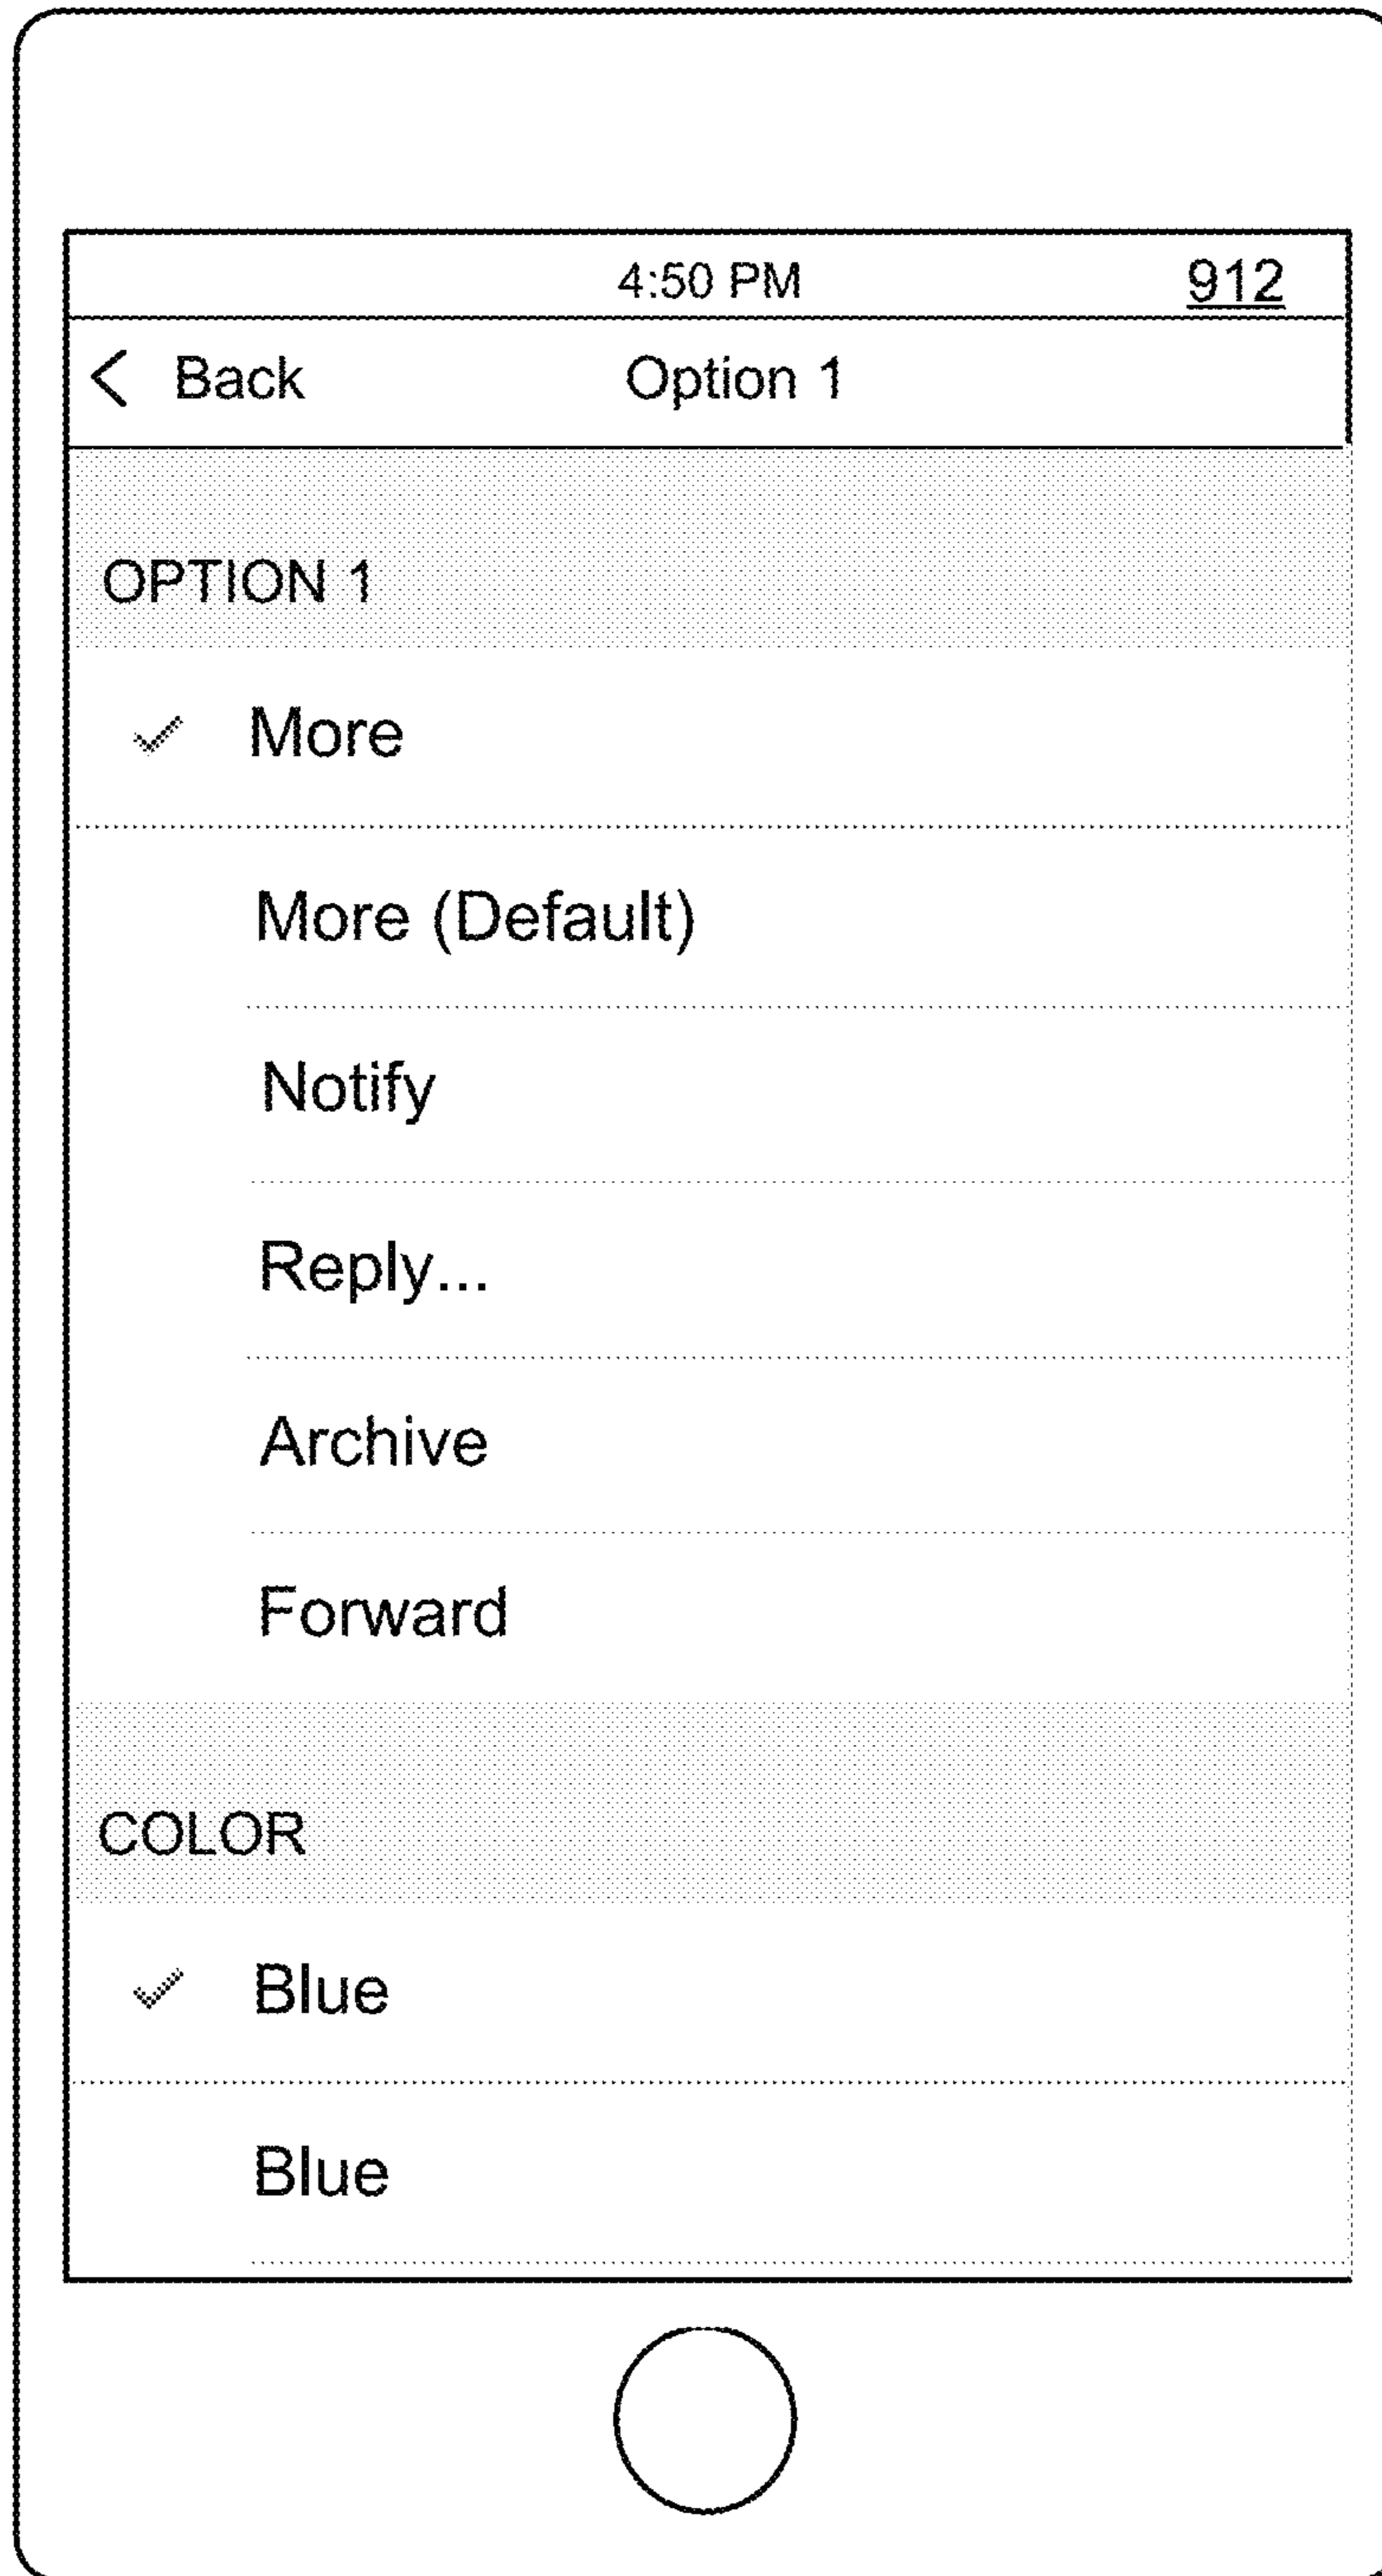 4:50 PM 912
< Back Option 1
OPTION 1
More
More (Default)
Notify
Reply...
Archive
Forward
COLOR
Blue
Blue